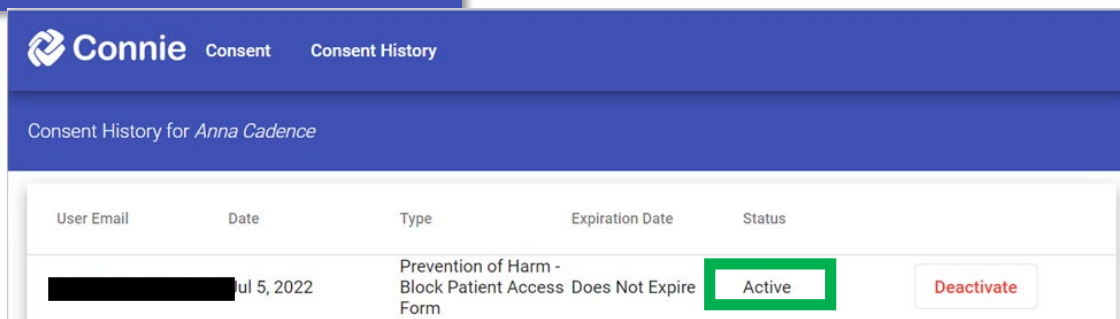 Connie Consent Consent History
Consent History for Anna Cadence
User Email Date Type Expiration Date Status
Prevention of Harm -
Jul 5, 2022 Block Patient Access Does Not Expire Active Deactivate
Form